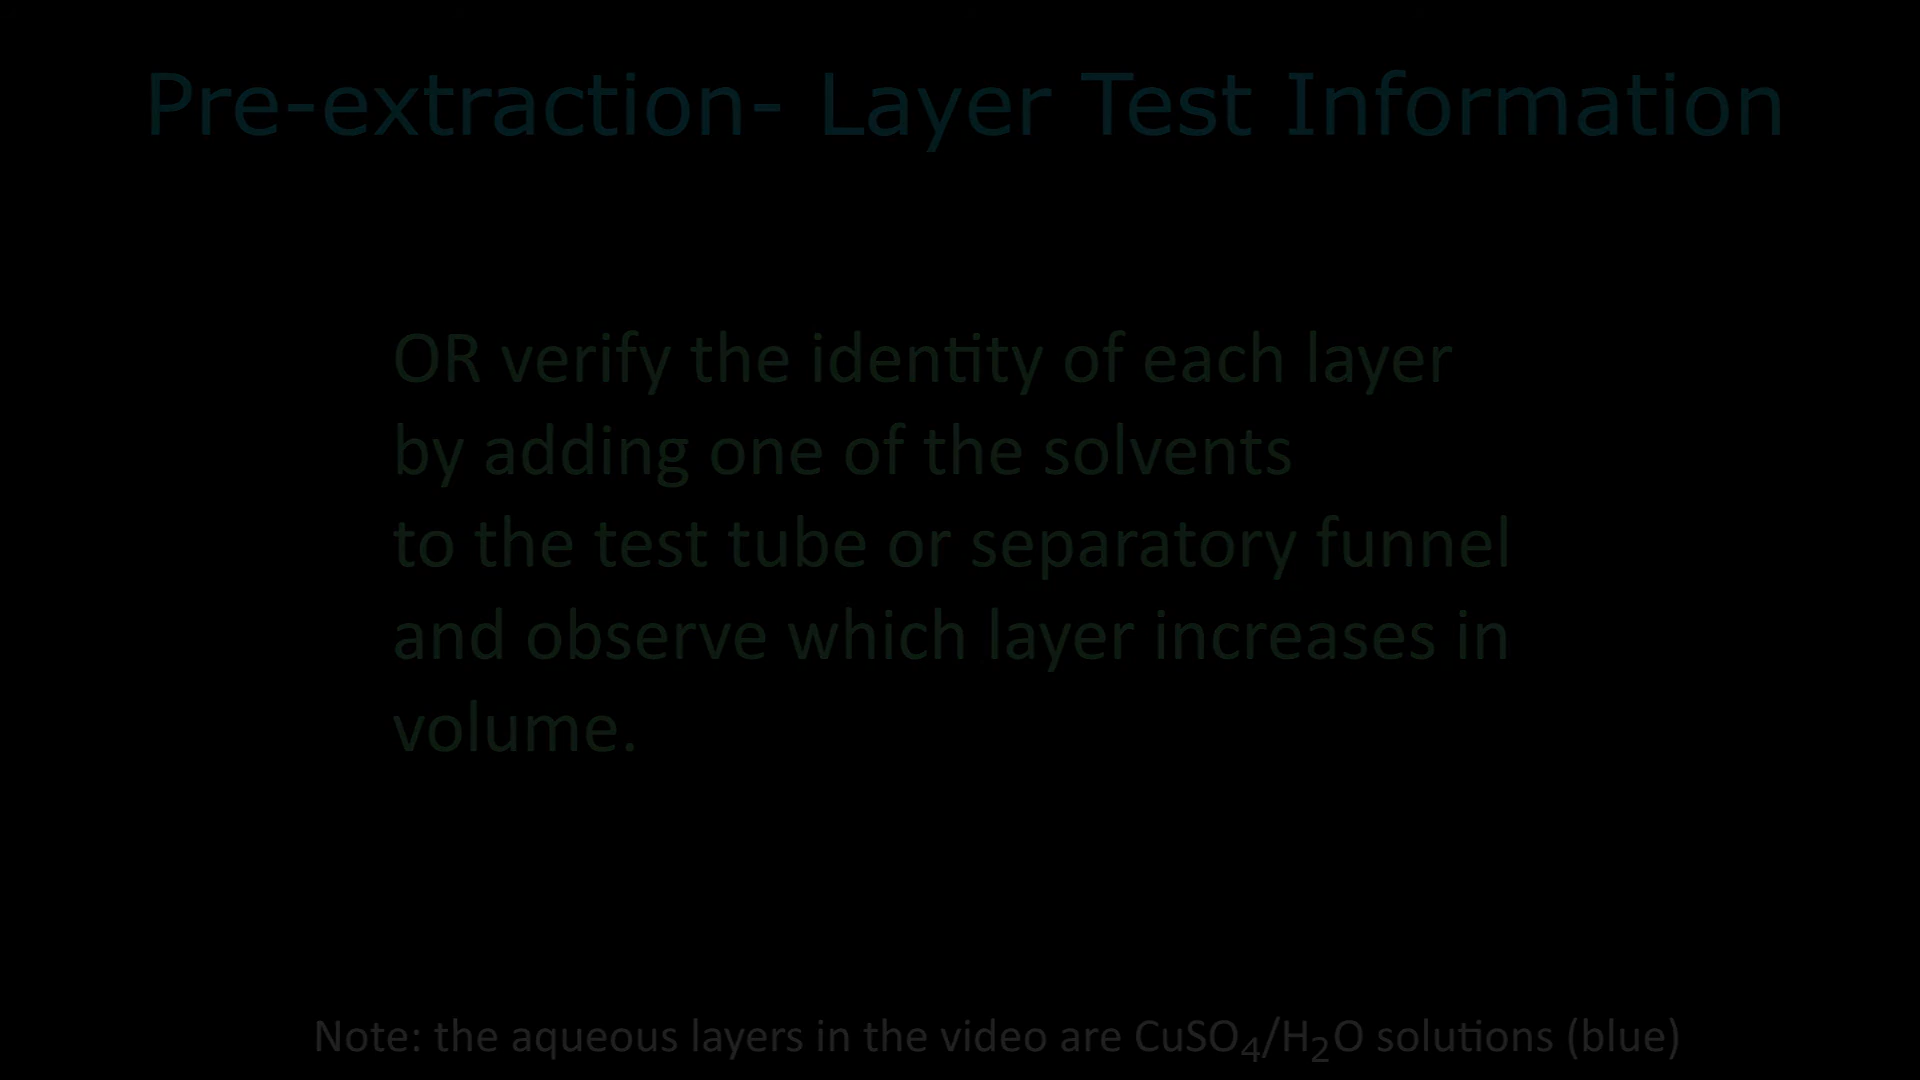 Pre-extraction- Layer Test Information
OR verify the identity of each layer
by adding one of the solvents
to the test tube or separatory funnel
and observe which layer increases in
volume.
Note: the aqueous layers in the video are CuSO₄/H₂O solutions (blue)